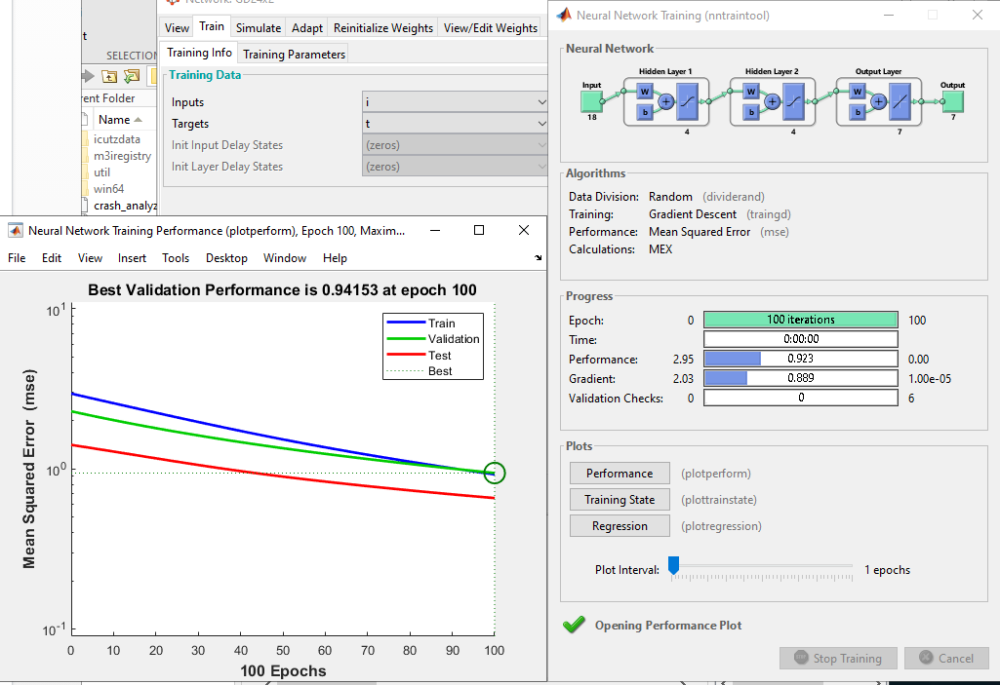 Network: GDE4x2
View Train Simulate Adapt Reinitialize Weights View/Edit Weights
Training Info Training Parameters
Training Data
Inputs i
Targets t
Init Input Delay States (zeros)
Init Layer Delay States (zeros)
t
SELECTION
rent Folder
Name
icutzdata
m3iregistry
util
win64
crash_analyz
Neural Network Training Performance (plotperform), Epoch 100, Maxim...
File Edit View Insert Tools Desktop Window Help
Best Validation Performance is 0.94153 at epoch 100
Train
Validation
Test
Best
Mean Squared Error (mse)
10^1
10^0
10^-1
0 10 20 30 40 50 60 70 80 90 100
100 Epochs
Neural Network Training (nntraintool)
Neural Network
Hidden Layer 1 Hidden Layer 2 Output Layer
Input Output
W W W
b b b
18 4 4 7 7
Algorithms
Data Division: Random (dividerand)
Training: Gradient Descent (traingd)
Performance: Mean Squared Error (mse)
Calculations: MEX
Progress
Epoch: 0 100 iterations 100
Time: 0:00:00
Performance: 2.95 0.923 0.00
Gradient: 2.03 0.889 1.00e-05
Validation Checks: 0 0 6
Plots
Performance (plotperform)
Training State (plottrainstate)
Regression (plotregression)
Plot Interval: 1 epochs
Opening Performance Plot
Stop Training Cancel